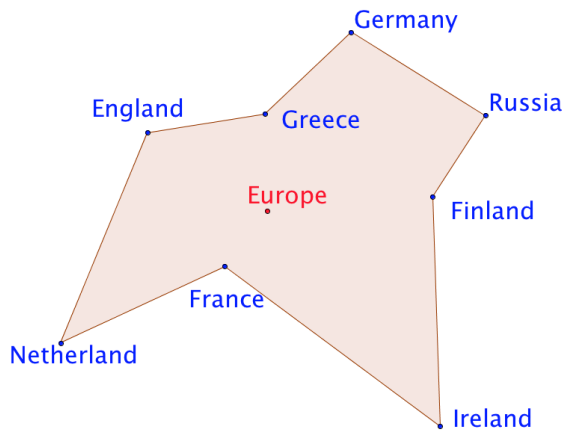 Germany
England
Russia
Greece
Europe
Finland
France
Netherland
Ireland